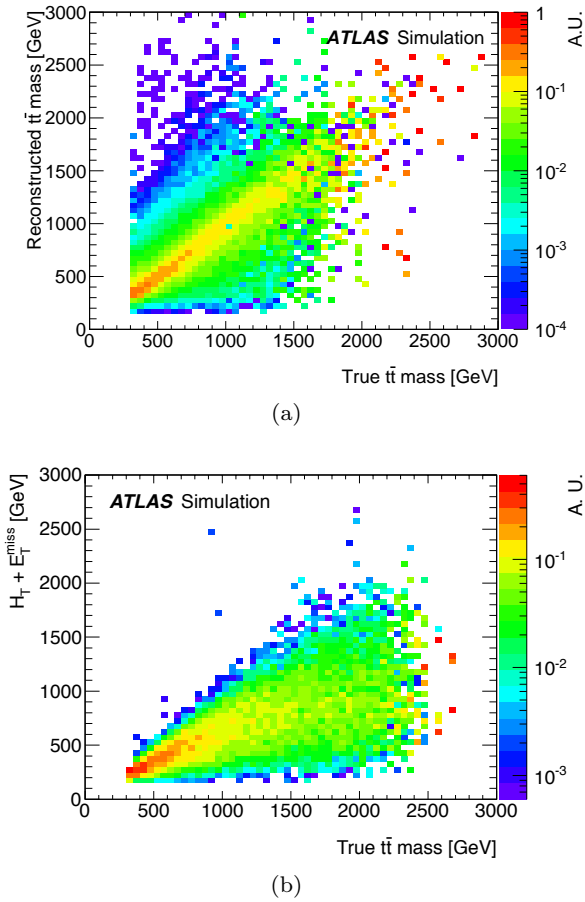 ATLAS Simulation
Reconstructed tt̄ mass [GeV]
A.U.
3000
2500
2000
1500
1000
500
0
0 500 1000 1500 2000 2500 3000
True tt̄ mass [GeV]
1
10⁻¹
10⁻²
10⁻³
10⁻⁴
(a)
ATLAS Simulation
H_T + E_T^miss [GeV]
A. U.
3000
2500
2000
1500
1000
500
0
0 500 1000 1500 2000 2500 3000
True tt̄ mass [GeV]
10⁻¹
10⁻²
10⁻³
(b)